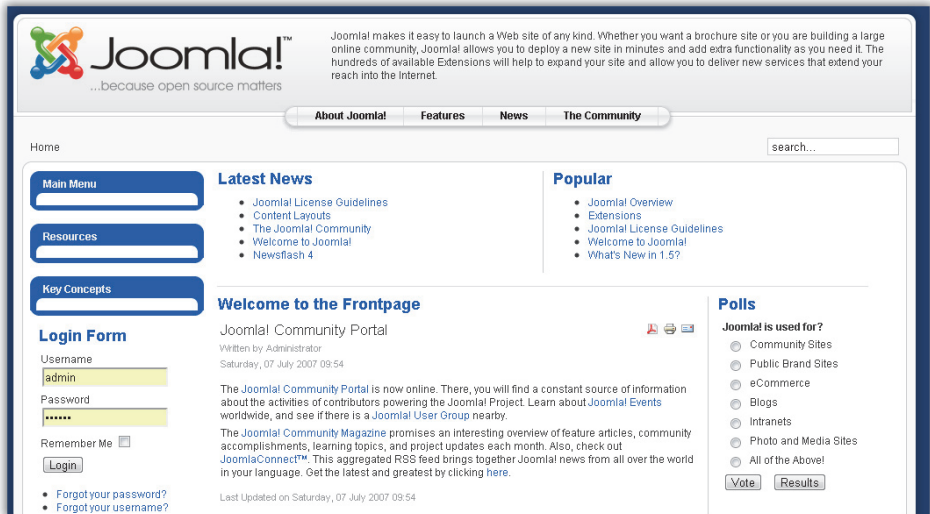 Joomla!™
...because open source matters
Joomla! makes it easy to launch a Web site of any kind. Whether you want a brochure site or you are building a large
online community, Joomla! allows you to deploy a new site in minutes and add extra functionality as you need it. The
hundreds of available Extensions will help to expand your site and allow you to deliver new services that extend your
reach into the Internet.
About Joomla! Features News The Community
Home
search...
Main Menu
Resources
Key Concepts
Login Form
Username
admin
Password
••••••
Remember Me
Login
Forgot your password?
Forgot your username?
Latest News
Joomla! License Guidelines
Content Layouts
The Joomla! Community
Welcome to Joomla!
Newsflash 4
Popular
Joomla! Overview
Extensions
Joomla! License Guidelines
Welcome to Joomla!
What's New in 1.5?
Welcome to the Frontpage
Joomla! Community Portal
Written by Administrator
Saturday, 07 July 2007 09:54
The Joomla! Community Portal is now online. There, you will find a constant source of information
about the activities of contributors powering the Joomla! Project. Learn about Joomla! Events
worldwide, and see if there is a Joomla! User Group nearby.
The Joomla! Community Magazine promises an interesting overview of feature articles, community
accomplishments, learning topics, and project updates each month. Also, check out
JoomlaConnect™. This aggregated RSS feed brings together Joomla! news from all over the world
in your language. Get the latest and greatest by clicking here.
Last Updated on Saturday, 07 July 2007 09:54
Polls
Joomla! is used for?
Community Sites
Public Brand Sites
eCommerce
Blogs
Intranets
Photo and Media Sites
All of the Above!
Vote Results